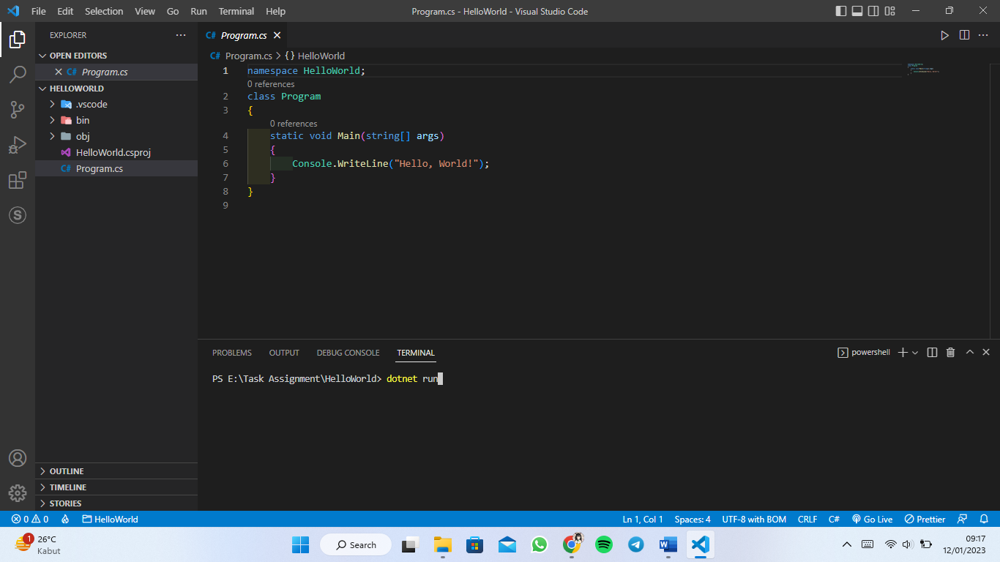 File Edit Selection View Go Run Terminal Help
Program.cs - HelloWorld - Visual Studio Code
EXPLORER
OPEN EDITORS
C# Program.cs
HELLOWORLD
.vscode
bin
obj
HelloWorld.csproj
C# Program.cs
OUTLINE
TIMELINE
STORIES
C# Program.cs
C# Program.cs > {} HelloWorld
1 namespace HelloWorld;
0 references
2 class Program
3 {
0 references
4 static void Main(string[] args)
5 {
6 Console.WriteLine("Hello, World!");
7 }
8 }
9
PROBLEMS OUTPUT DEBUG CONSOLE TERMINAL
powershell
PS E:\Task Assignment\HelloWorld> dotnet run
0 0 HelloWorld
Ln 1, Col 1 Spaces: 4 UTF-8 with BOM CRLF C# Go Live Prettier
1
26°C
Kabut
Search
09:17
12/01/2023